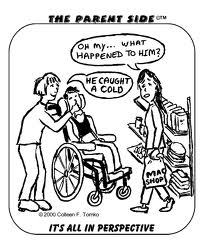 THE PARENT SIDE ©™
OH MY... WHAT
HAPPENED TO HIM?
HE CAUGHT
A COLD
MAC
SHOP
© 2000 Colleen F. Tomko
IT'S ALL IN PERSPECTIVE